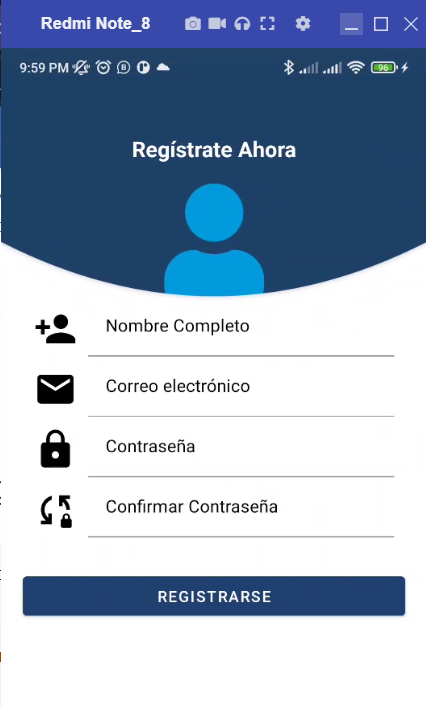 Redmi Note_8
9:59 PM
96
Regístrate Ahora
Nombre Completo
Correo electrónico
Contraseña
Confirmar Contraseña
REGISTRARSE